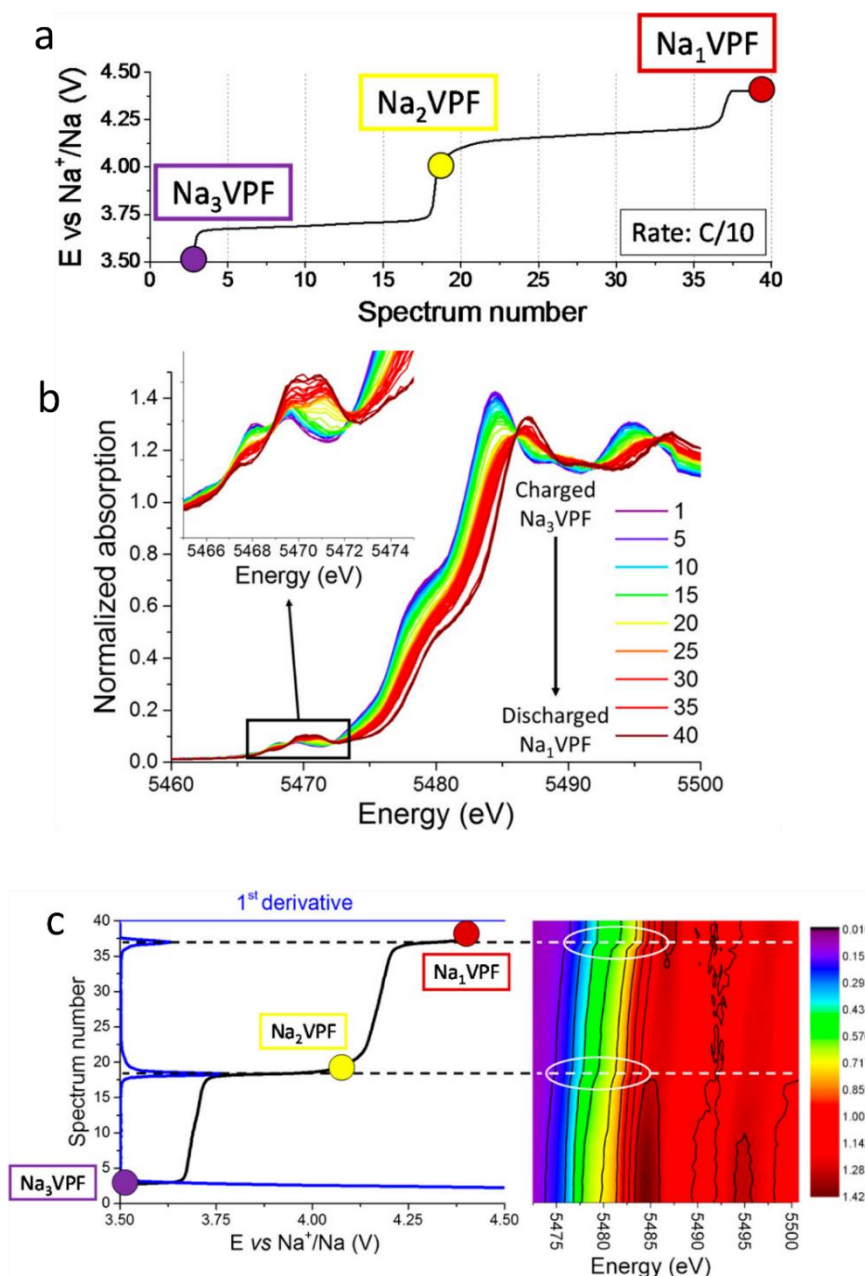 a
Na₁VPF
Na₂VPF
Na₃VPF
E vs Na⁺/Na (V)
4.50
4.25
4.00
3.75
3.50
Rate: C/10
0 5 10 15 20 25 30 35 40
Spectrum number
b
Normalized absorption
1.4
1.2
1.0
0.8
0.6
0.4
0.2
0.0
5466 5468 5470 5472 5474
Energy (eV)
Charged
Na₃VPF
Discharged
Na₁VPF
1
5
10
15
20
25
30
35
40
5460 5470 5480 5490 5500
Energy (eV)
c
1st derivative
Spectrum number
40
35
30
25
20
15
10
5
0
Na₁VPF
Na₂VPF
Na₃VPF
3.50 3.75 4.00 4.25 4.50
E vs Na⁺/Na (V)
0.010
0.15
0.29
0.43
0.57
0.71
0.86
1.00
1.14
1.28
1.42
5475 5480 5485 5490 5495 5500
Energy (eV)